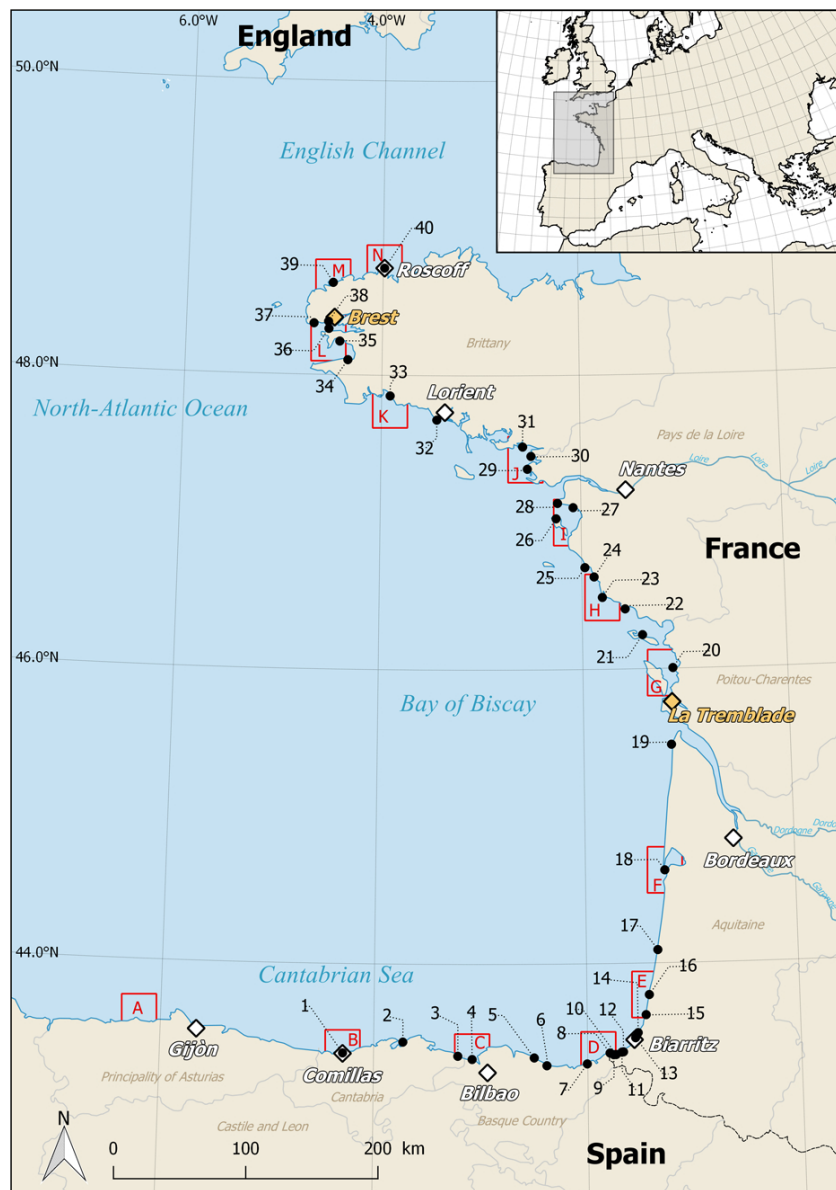 6.0°W
4.0°W
England
50.0°N
English Channel
40
39
M
N
Roscoff
37
38
Brest
36
L
35
34
33
Brittany
48.0°N
North-Atlantic Ocean
K
Lorient
32
31
30
29
J
Pays de la Loire
Loire
Loire
Loire
Nantes
28
27
26
I
24
France
25
23
H
22
21
20
46.0°N
G
Poitou-Charentes
Bay of Biscay
La Tremblade
19
Dordogne
Bordeaux
18
F
Aquitaine
17
44.0°N
Cantabrian Sea
14
E
16
A
1
B
2
3
4
C
5
6
10
8
D
12
15
Gijòn
Comillas
Biarritz
7
9
11
13
Principality of Asturias
Cantabria
Bilbao
Castile and Leon
Basque Country
N
0
100
200 km
Spain